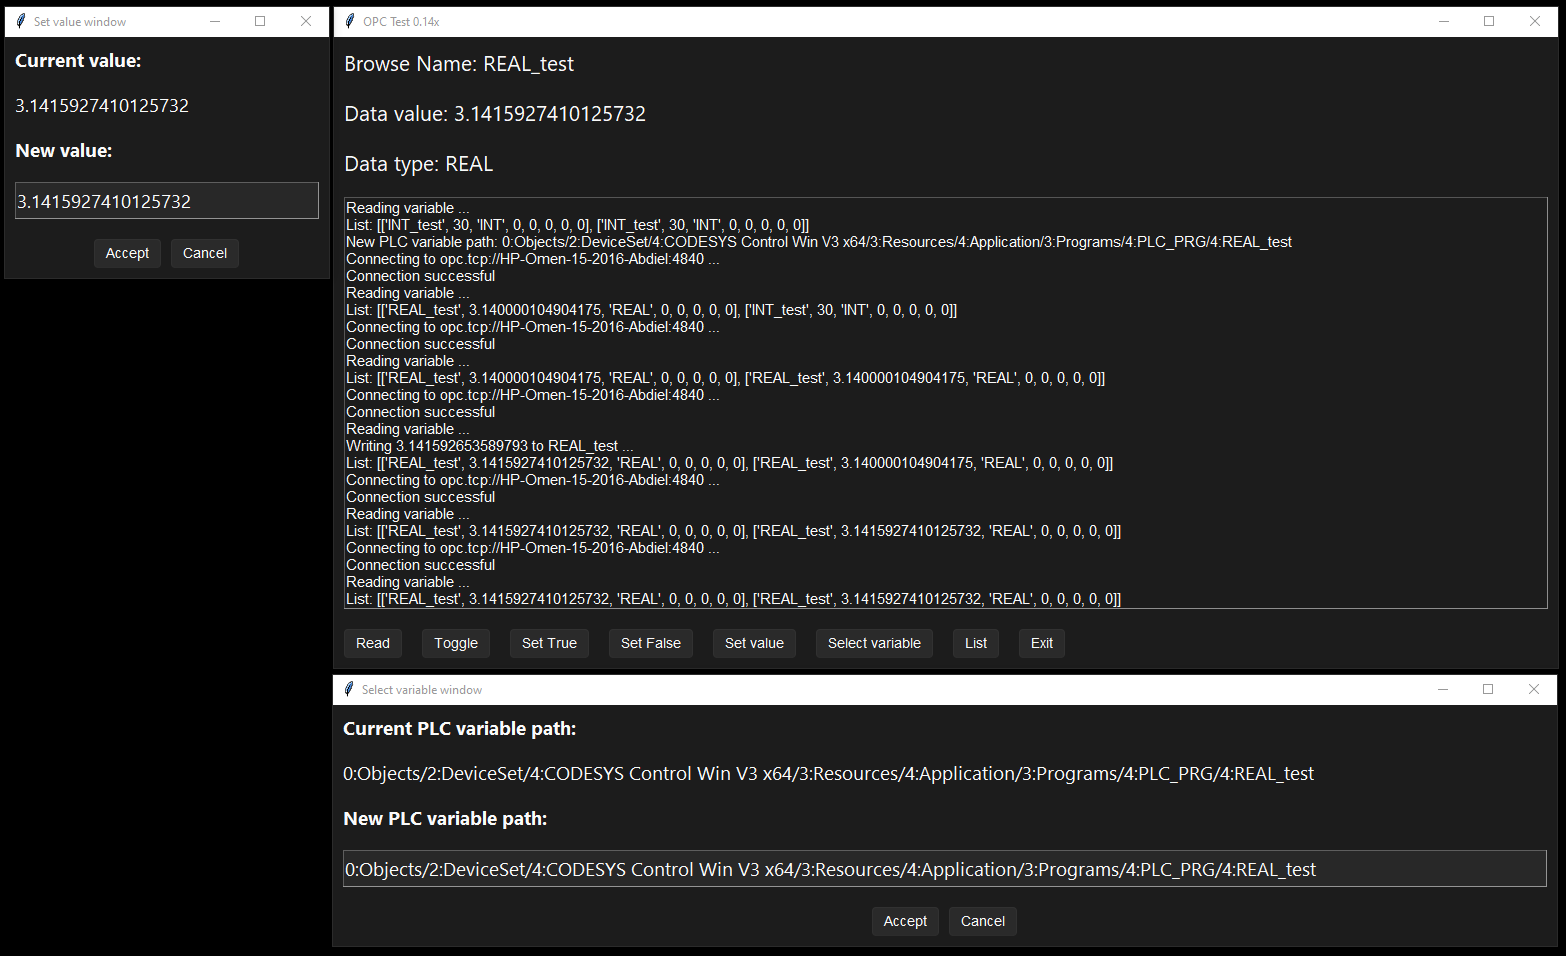 Set value window
Current value:
3.1415927410125732
New value:
3.1415927410125732
Accept Cancel
OPC Test 0.14x
Browse Name: REAL_test
Data value: 3.1415927410125732
Data type: REAL
Reading variable ...
List: [['INT_test', 30, 'INT', 0, 0, 0, 0, 0], ['INT_test', 30, 'INT', 0, 0, 0, 0, 0]]
New PLC variable path: 0:Objects/2:DeviceSet/4:CODESYS Control Win V3 x64/3:Resources/4:Application/3:Programs/4:PLC_PRG/4:REAL_test
Connecting to opc.tcp://HP-Omen-15-2016-Abdiel:4840 ...
Connection successful
Reading variable ...
List: [['REAL_test', 3.140000104904175, 'REAL', 0, 0, 0, 0, 0], ['INT_test', 30, 'INT', 0, 0, 0, 0, 0]]
Connecting to opc.tcp://HP-Omen-15-2016-Abdiel:4840 ...
Connection successful
Reading variable ...
List: [['REAL_test', 3.140000104904175, 'REAL', 0, 0, 0, 0, 0], ['REAL_test', 3.140000104904175, 'REAL', 0, 0, 0, 0, 0]]
Connecting to opc.tcp://HP-Omen-15-2016-Abdiel:4840 ...
Connection successful
Reading variable ...
Writing 3.141592653589793 to REAL_test ...
List: [['REAL_test', 3.1415927410125732, 'REAL', 0, 0, 0, 0, 0], ['REAL_test', 3.140000104904175, 'REAL', 0, 0, 0, 0, 0]]
Connecting to opc.tcp://HP-Omen-15-2016-Abdiel:4840 ...
Connection successful
Reading variable ...
List: [['REAL_test', 3.1415927410125732, 'REAL', 0, 0, 0, 0, 0], ['REAL_test', 3.1415927410125732, 'REAL', 0, 0, 0, 0, 0]]
Connecting to opc.tcp://HP-Omen-15-2016-Abdiel:4840 ...
Connection successful
Reading variable ...
List: [['REAL_test', 3.1415927410125732, 'REAL', 0, 0, 0, 0, 0], ['REAL_test', 3.1415927410125732, 'REAL', 0, 0, 0, 0, 0]]
Read Toggle Set True Set False Set value Select variable List Exit
Select variable window
Current PLC variable path:
0:Objects/2:DeviceSet/4:CODESYS Control Win V3 x64/3:Resources/4:Application/3:Programs/4:PLC_PRG/4:REAL_test
New PLC variable path:
0:Objects/2:DeviceSet/4:CODESYS Control Win V3 x64/3:Resources/4:Application/3:Programs/4:PLC_PRG/4:REAL_test
Accept Cancel